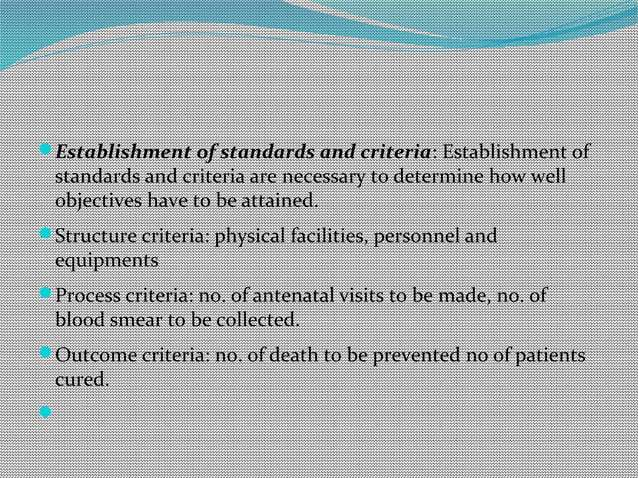 Establishment of standards and criteria: Establishment of
standards and criteria are necessary to determine how well
objectives have to be attained.
Structure criteria: physical facilities, personnel and
equipments
Process criteria: no. of antenatal visits to be made, no. of
blood smear to be collected.
Outcome criteria: no. of death to be prevented no of patients
cured.